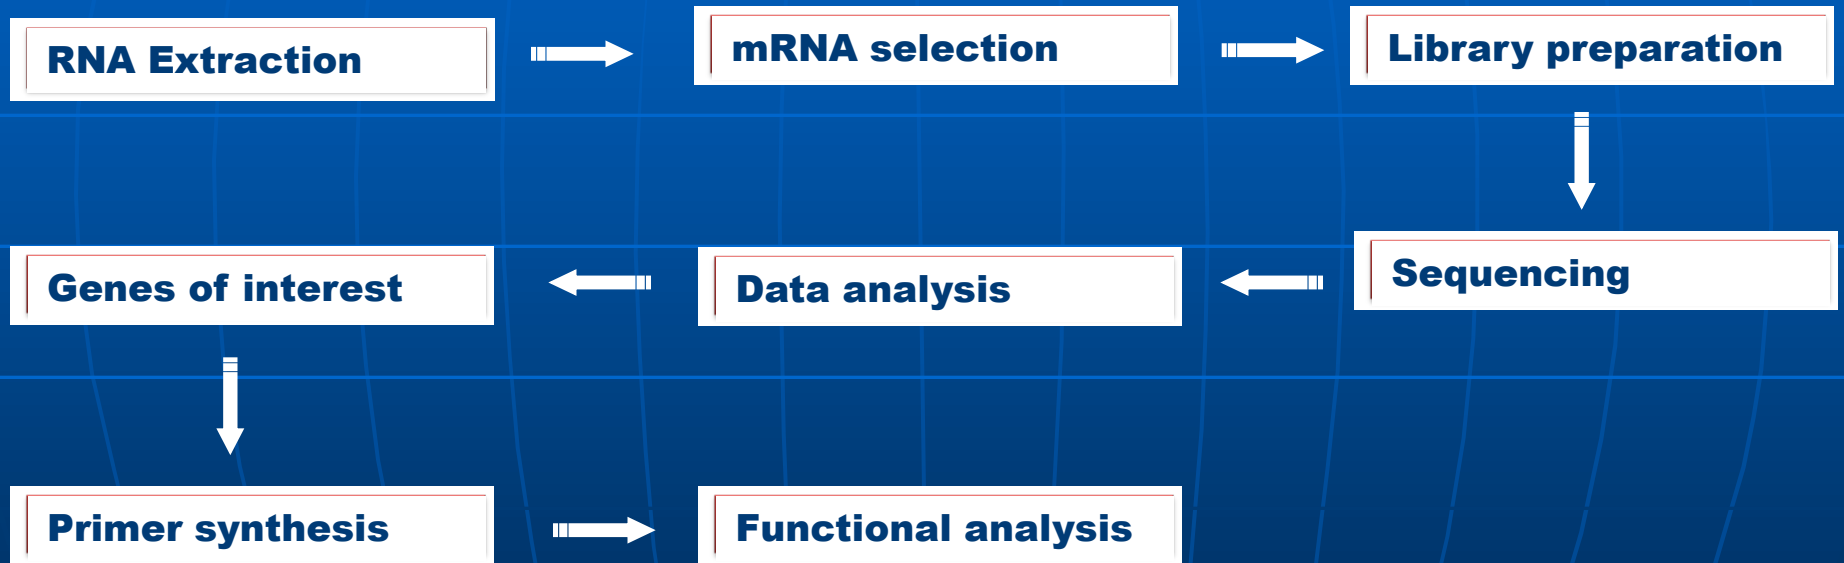 RNA Extraction
mRNA selection
Library preparation
Sequencing
Data analysis
Genes of interest
Primer synthesis
Functional analysis